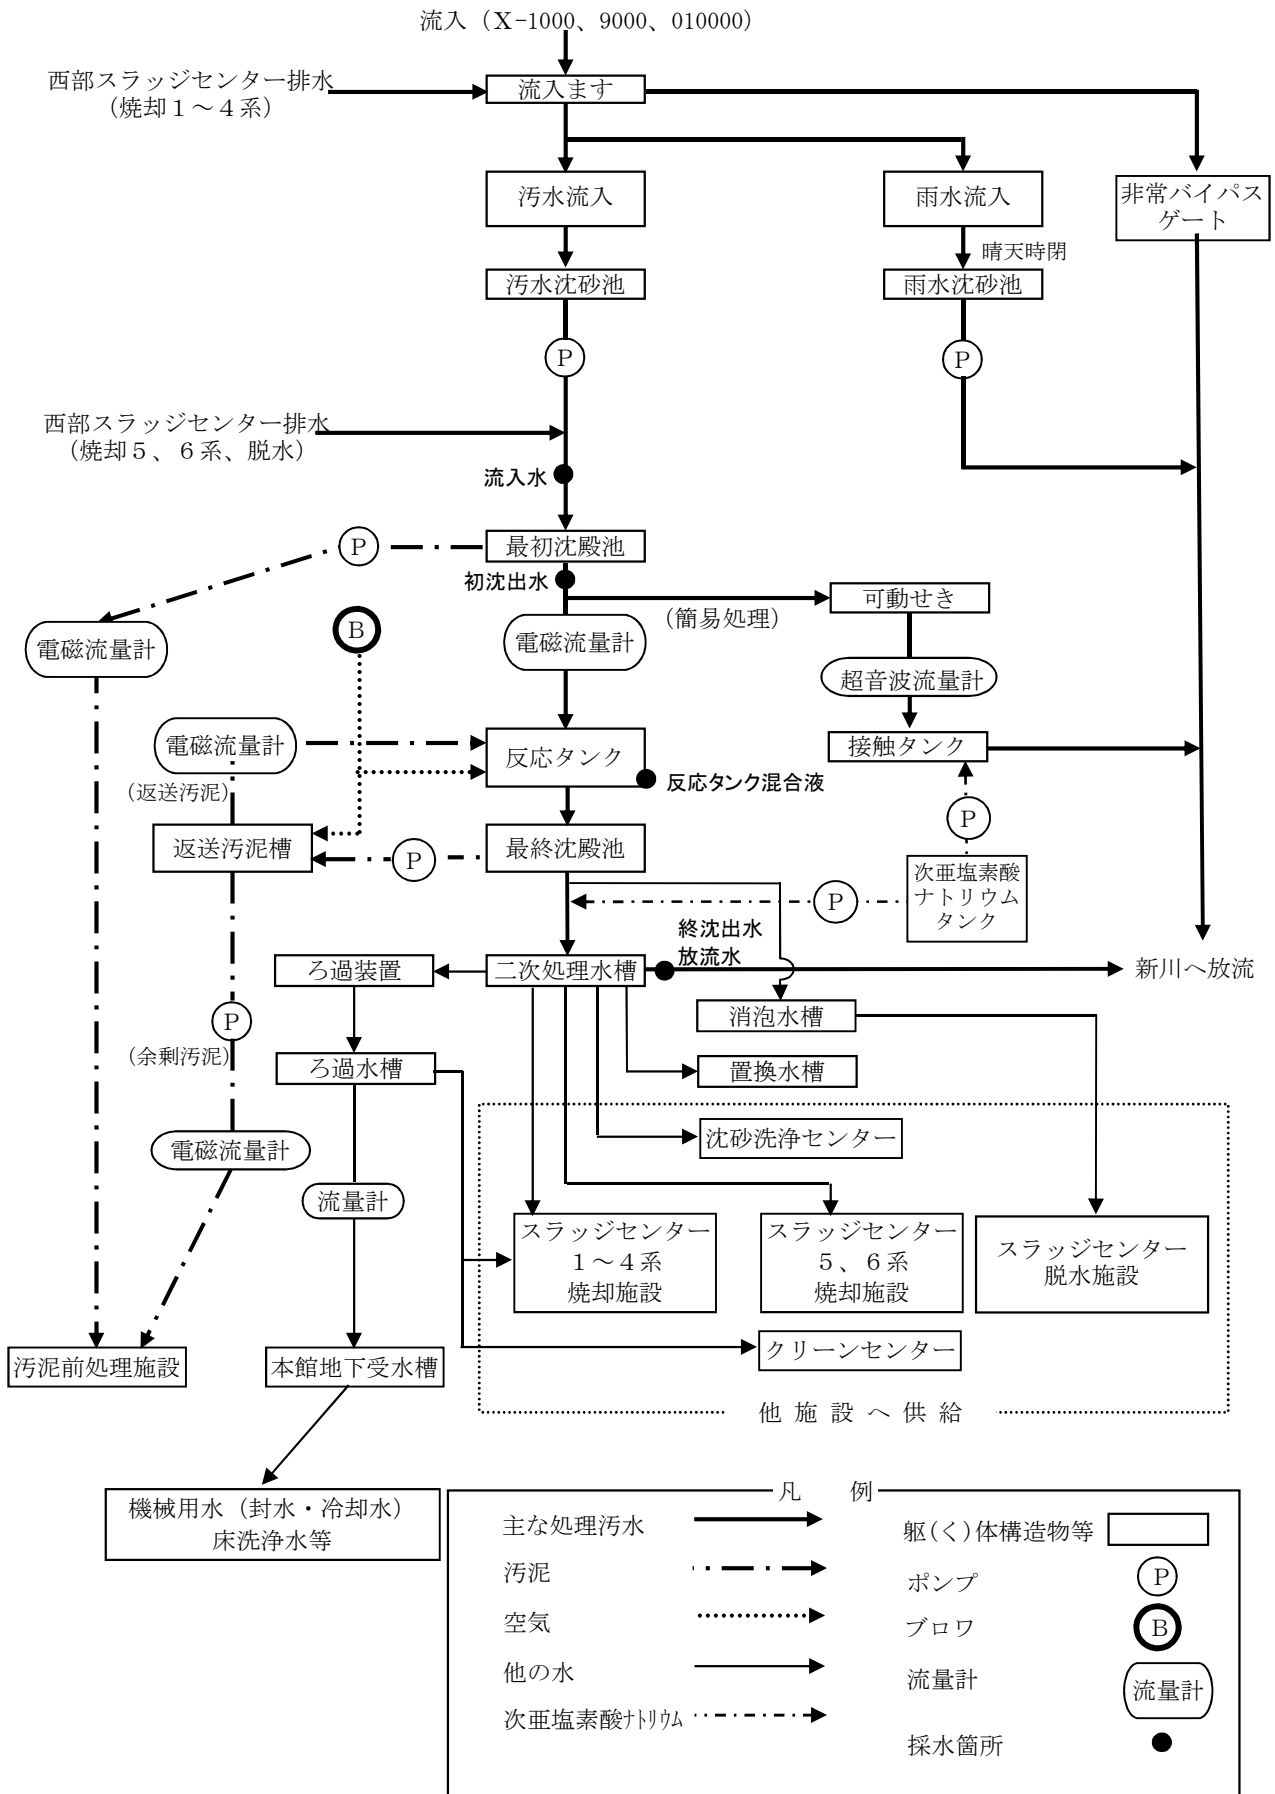 流入（X-1000、9000、010000）
西部スラッジセンター排水
（焼却１～４系）
流入ます
汚水流入
雨水流入
非常バイパス
ゲート
晴天時閉
汚水沈砂池
雨水沈砂池
P
P
西部スラッジセンター排水
（焼却５、６系、脱水）
流入水
P
最初沈殿池
初沈出水
可動せき
（簡易処理）
B
電磁流量計
電磁流量計
超音波流量計
電磁流量計
反応タンク
接触タンク
反応タンク混合液
（返送汚泥）
P
返送汚泥槽
P
最終沈殿池
次亜塩素酸
ナトリウム
タンク
P
終沈出水
放流水
ろ過装置
二次処理水槽
新川へ放流
消泡水槽
P
（余剰汚泥）
ろ過水槽
置換水槽
沈砂洗浄センター
電磁流量計
流量計
スラッジセンター
１～４系
焼却施設
スラッジセンター
５、６系
焼却施設
スラッジセンター
脱水施設
汚泥前処理施設
本館地下受水槽
クリーンセンター
他施設へ供給
機械用水（封水・冷却水）
床洗浄水等
凡　例
主な処理汚水
躯(く)体構造物等
汚泥
ポンプ
P
空気
ブロワ
B
他の水
流量計
流量計
次亜塩素酸ﾅﾄﾘｳﾑ
採水箇所